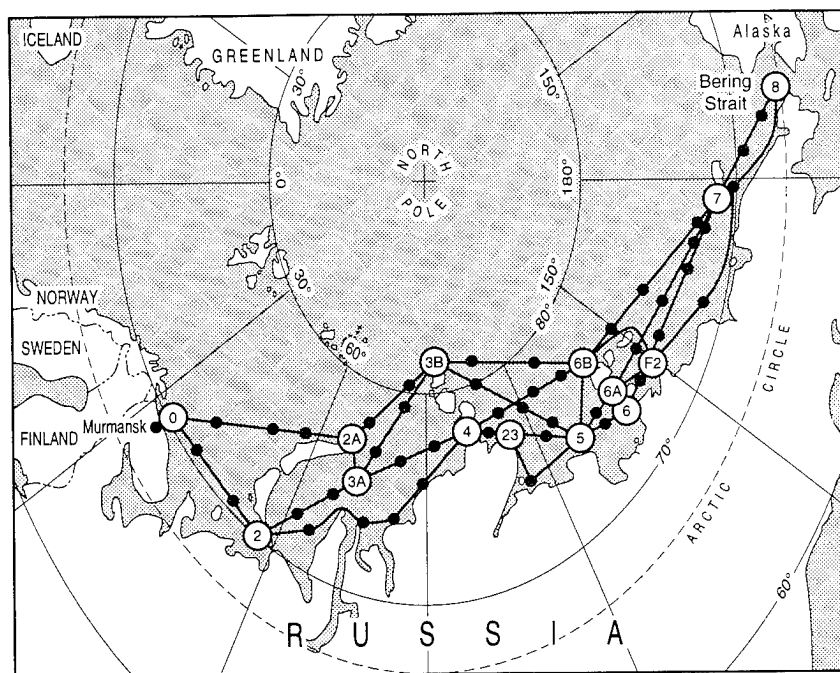 ICELAND
GREENLAND
Alaska
Bering
Strait
8
30°
150°
NORTH
POLE
0°
180°
7
30°
150°
80°
60°
NORWAY
SWEDEN
FINLAND
Murmansk
0
3B
6B
F2
6A
6
2A
4
23
5
3A
2
70°
CIRCLE
ARCTIC
60°
RUSSIA